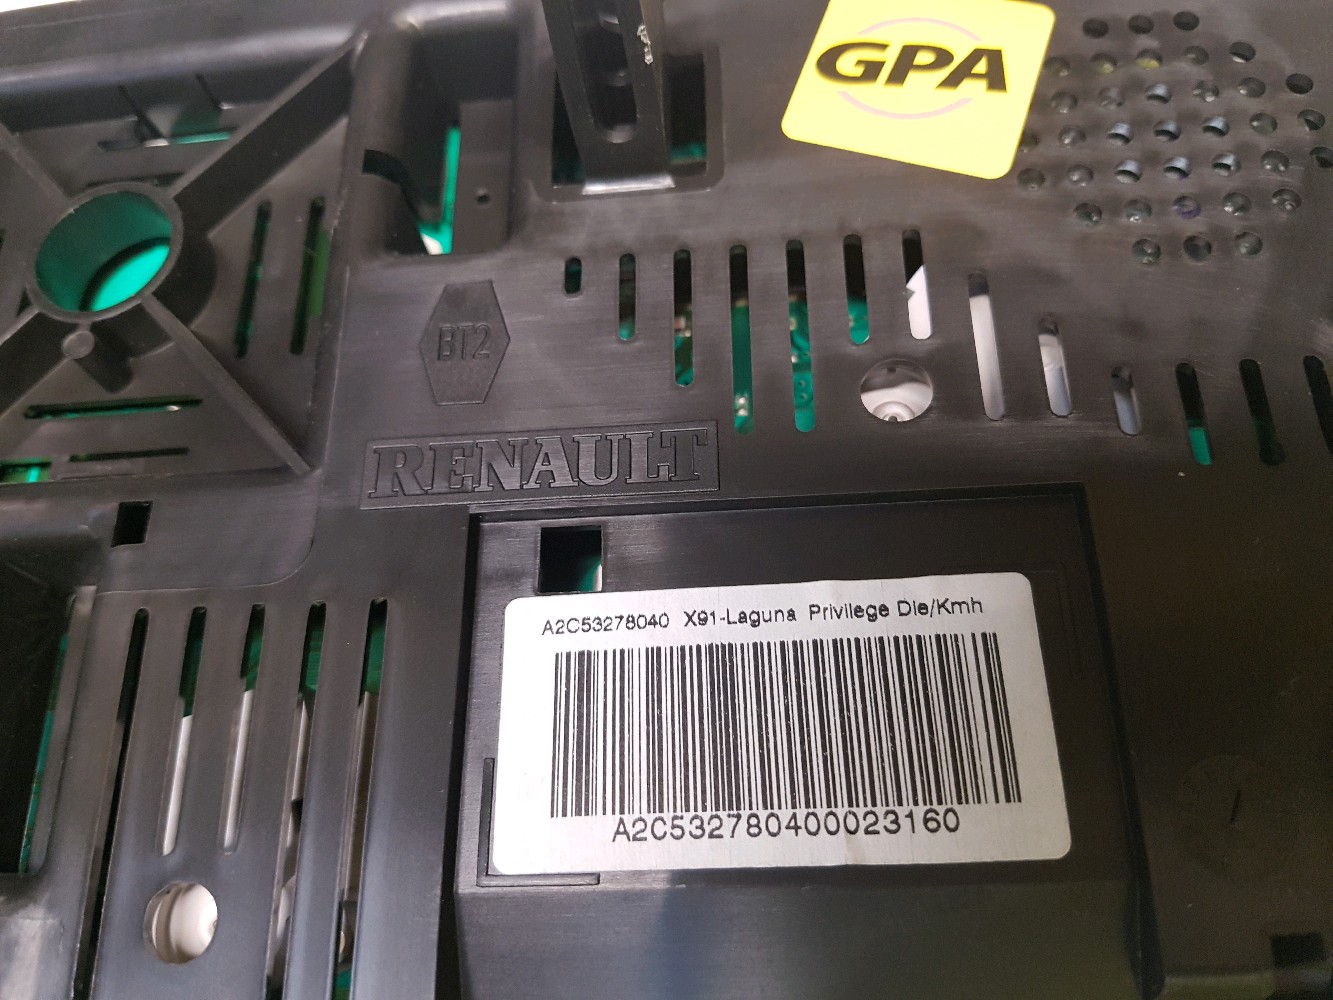 GPA
BT2
RENAULT
A2C53278040 X91-Laguna Privilege Die/Kmh
A2C532780400023160